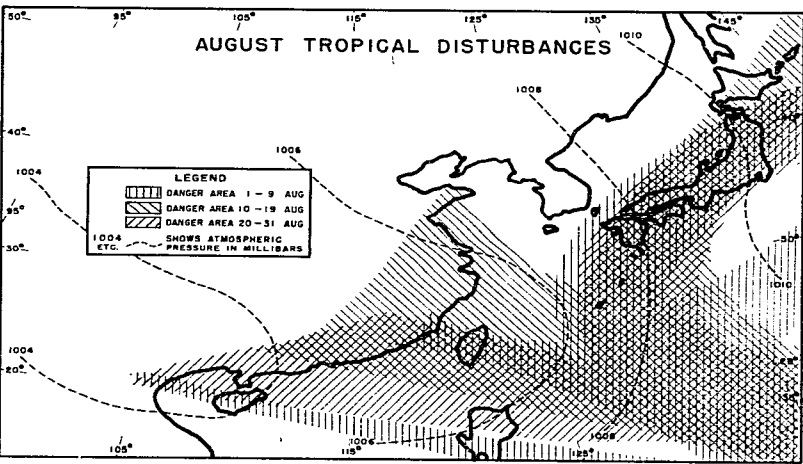 50° 95° 105° 115° 125° 135° 145°
AUGUST TROPICAL DISTURBANCES
1010
1008
40°
1006
1004
LEGEND
DANGER AREA 1 – 9 AUG
DANGER AREA 10 – 19 AUG
DANGER AREA 20 – 31 AUG
1004 ETC. SHOWS ATMOSPHERIC
PRESSURE IN MILLIBARS
95°
30°
30°
1010
1004
20°
1006
1008
105° 115° 125°